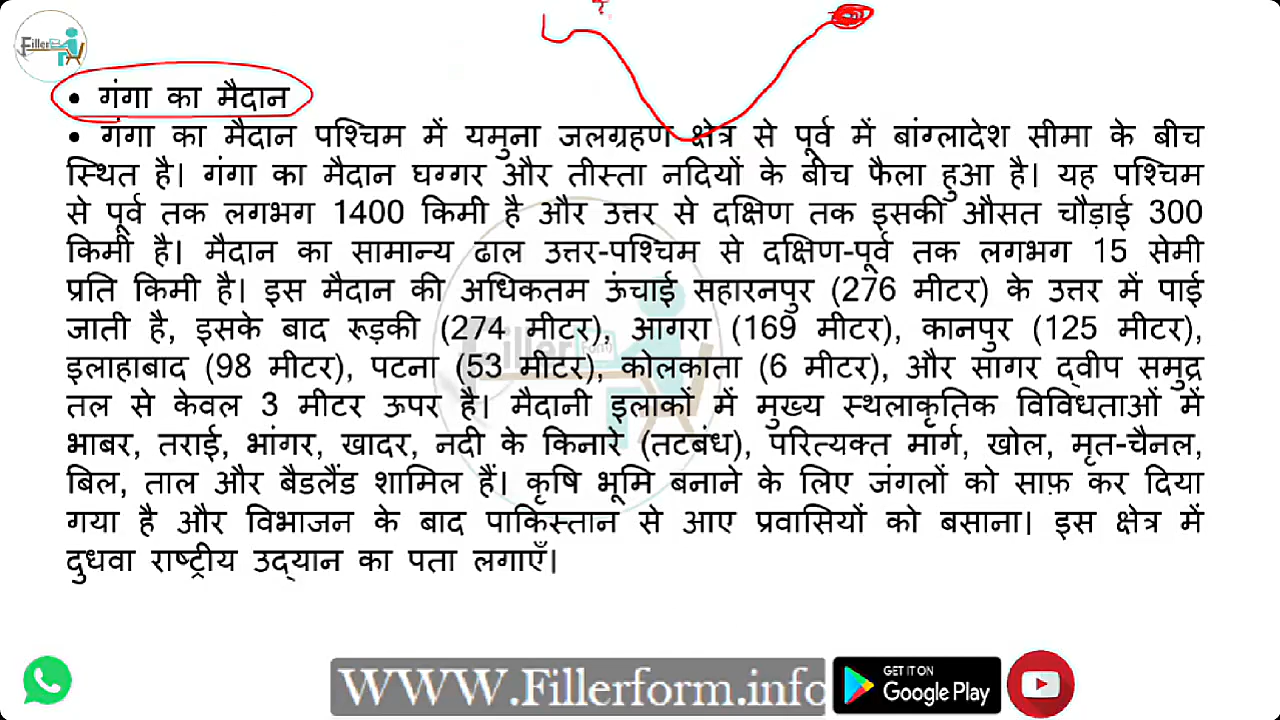 Fillerform
• गंगा का मैदान
• गंगा का मैदान पश्चिम में यमुना जलग्रहण क्षेत्र से पूर्व में बांग्लादेश सीमा के बीच
स्थित है। गंगा का मैदान घग्गर और तीस्ता नदियों के बीच फैला हुआ है। यह पश्चिम
से पूर्व तक लगभग 1400 किमी है और उत्तर से दक्षिण तक इसकी औसत चौड़ाई 300
किमी है। मैदान का सामान्य ढाल उत्तर-पश्चिम से दक्षिण-पूर्व तक लगभग 15 सेमी
प्रति किमी है। इस मैदान की अधिकतम ऊंचाई सहारनपुर (276 मीटर) के उत्तर में पाई
जाती है, इसके बाद रूड़की (274 मीटर), आगरा (169 मीटर), कानपुर (125 मीटर),
इलाहाबाद (98 मीटर), पटना (53 मीटर), कोलकाता (6 मीटर), और सागर द्वीप समुद्र
तल से केवल 3 मीटर ऊपर है। मैदानी इलाकों में मुख्य स्थलाकृतिक विविधताओं में
भाबर, तराई, भांगर, खादर, नदी के किनारे (तटबंध), परित्यक्त मार्ग, खोल, मृत-चैनल,
बिल, ताल और बैडलैंड शामिल हैं। कृषि भूमि बनाने के लिए जंगलों को साफ़ कर दिया
गया है और विभाजन के बाद पाकिस्तान से आए प्रवासियों को बसाना। इस क्षेत्र में
दुधवा राष्ट्रीय उद्यान का पता लगाएँ।
WWW.Fillerform.info
GET IT ON
Google Play